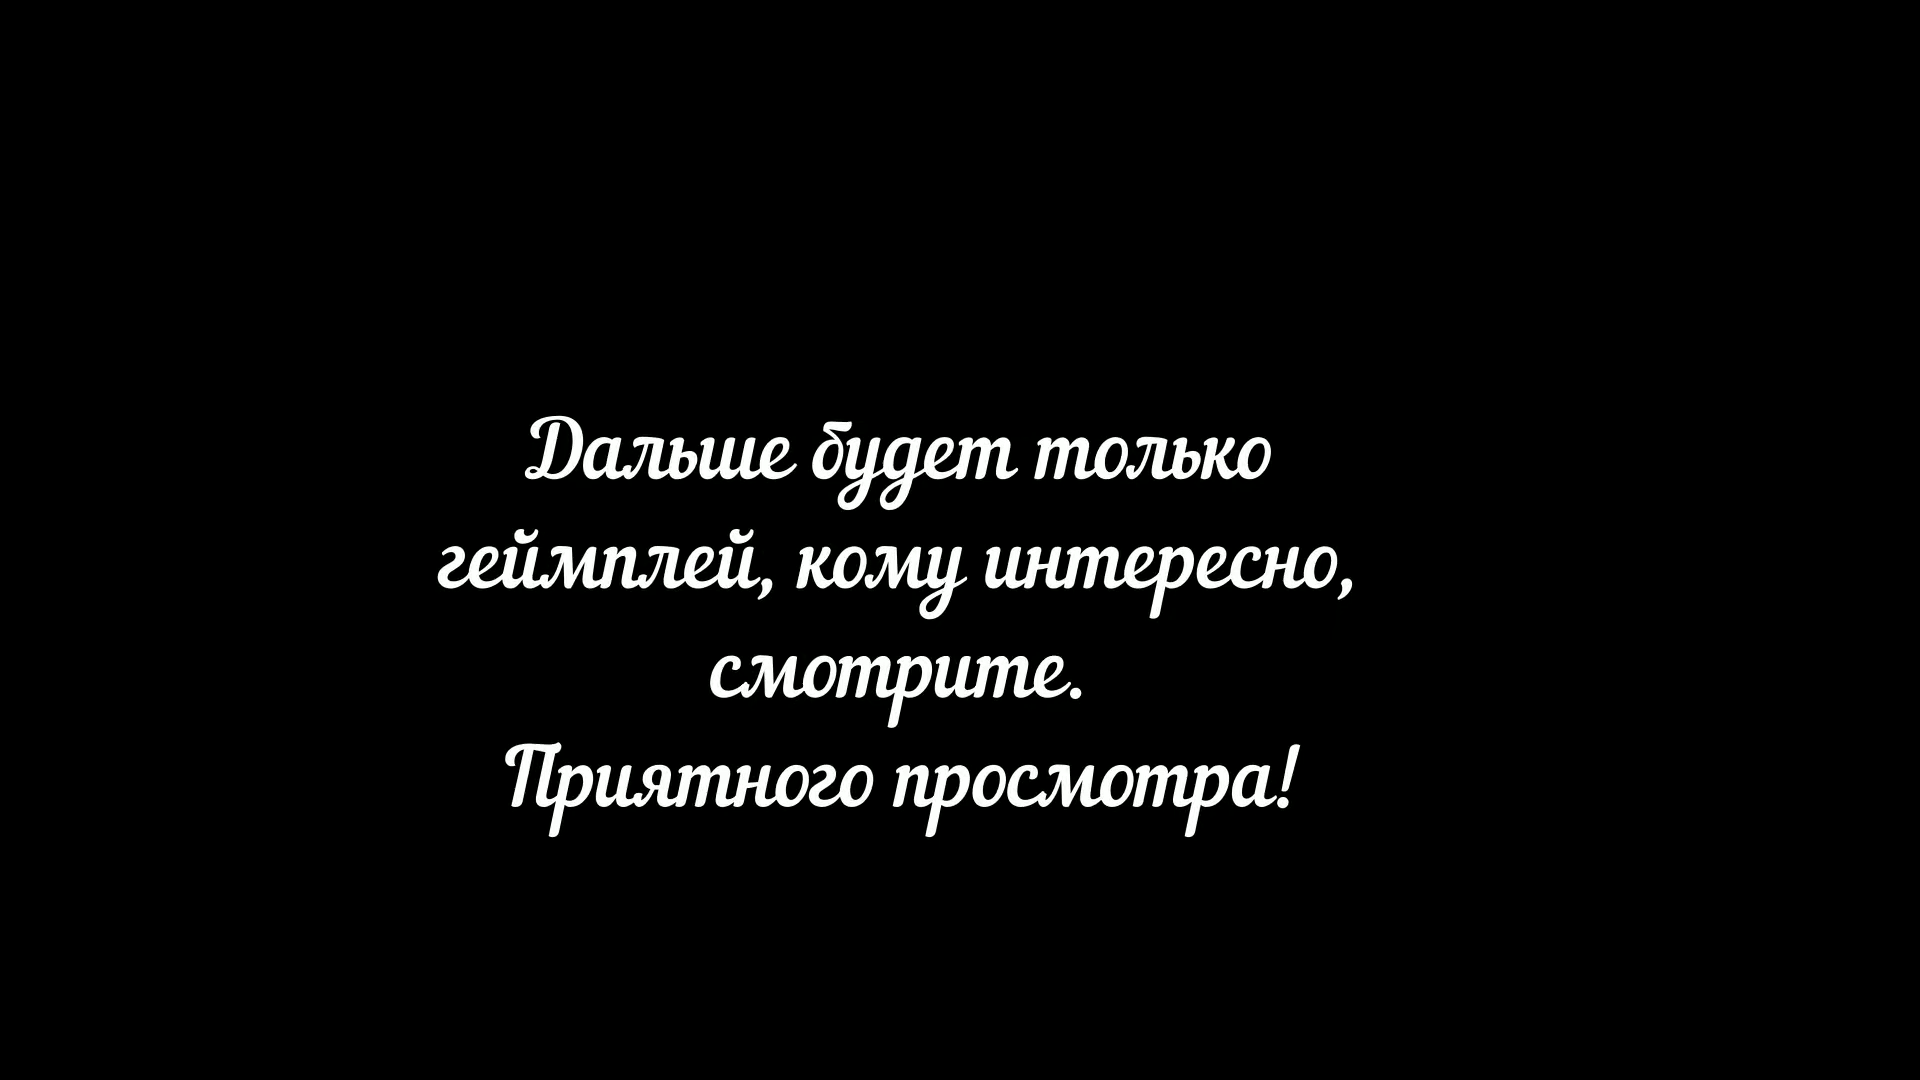 Дальше будет только
геймплей, кому интересно,
смотрите.
Приятного просмотра!